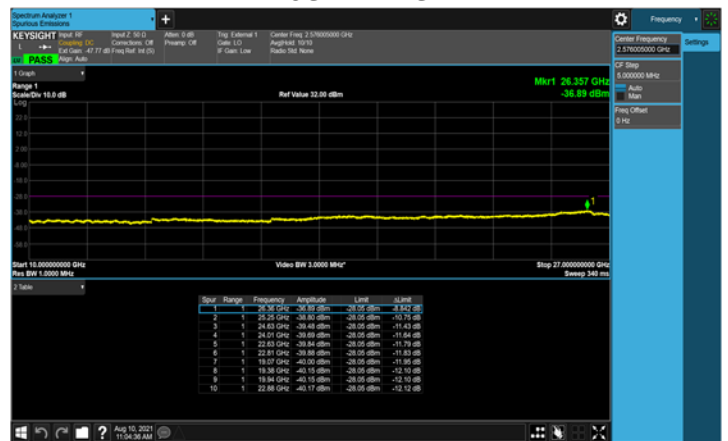 Spectrum Analyzer 1
Spurious Emissions
+
Frequency
KEYSIGHT
Input: RF
Coupling: DC
Ext Gain: -47.77 dB
Align: Auto
Input Z: 50 Ω
Corrections: Off
Freq Ref: Int (S)
Atten: 0 dB
Preamp: Off
Trig: External 1
Gate: LO
IF Gain: Low
Center Freq: 2.576005000 GHz
Avg|Hold: 10/10
Radio Std: None
L
PASS
Center Frequency
2.576005000 GHz
Settings
CF Step
5.000000 MHz
Auto
Man
Freq Offset
0 Hz
1 Graph
Range 1
Scale/Div 10.0 dB
Ref Value 32.00 dBm
Mkr1 26.357 GHz
-36.89 dBm
Log
22.0
12.0
2.00
-8.00
-18.0
-28.0
-38.0
-48.0
-58.0
1
Start 10.000000000 GHz
Video BW 3.0000 MHz*
Stop 27.000000000 GHz
Res BW 1.0000 MHz
Sweep 340 ms
2 Table
Spur Range Frequency Amplitude Limit ΔLimit
1 1 26.36 GHz -36.89 dBm -28.05 dBm -8.842 dB
2 1 25.25 GHz -38.80 dBm -28.05 dBm -10.75 dB
3 1 24.63 GHz -39.48 dBm -28.05 dBm -11.43 dB
4 1 24.01 GHz -39.69 dBm -28.05 dBm -11.64 dB
5 1 22.63 GHz -39.84 dBm -28.05 dBm -11.79 dB
6 1 22.81 GHz -39.88 dBm -28.05 dBm -11.83 dB
7 1 19.07 GHz -40.00 dBm -28.05 dBm -11.95 dB
8 1 19.38 GHz -40.15 dBm -28.05 dBm -12.10 dB
9 1 19.94 GHz -40.15 dBm -28.05 dBm -12.10 dB
10 1 22.88 GHz -40.17 dBm -28.05 dBm -12.12 dB
?
Aug 10, 2021
11:04:36 AM